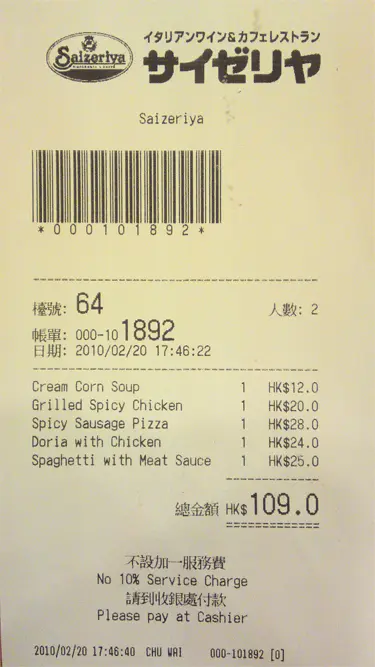 Saizeriya
イタリアンワイン&カフェレストラン
サイゼリヤ
Saizeriya
*000101892*
檯號: 64 人數: 2
帳單: 000-101892
日期: 2010/02/20 17:46:22
Cream Corn Soup 1 HK$12.0
Grilled Spicy Chicken 1 HK$20.0
Spicy Sausage Pizza 1 HK$28.0
Doria with Chicken 1 HK$24.0
Spaghetti with Meat Sauce 1 HK$25.0
總金額 HK$109.0
不設加一服務費
No 10% Service Charge
請到收銀處付款
Please pay at Cashier
2010/02/20 17:46:40 CHU WAI 000-101892 [0]